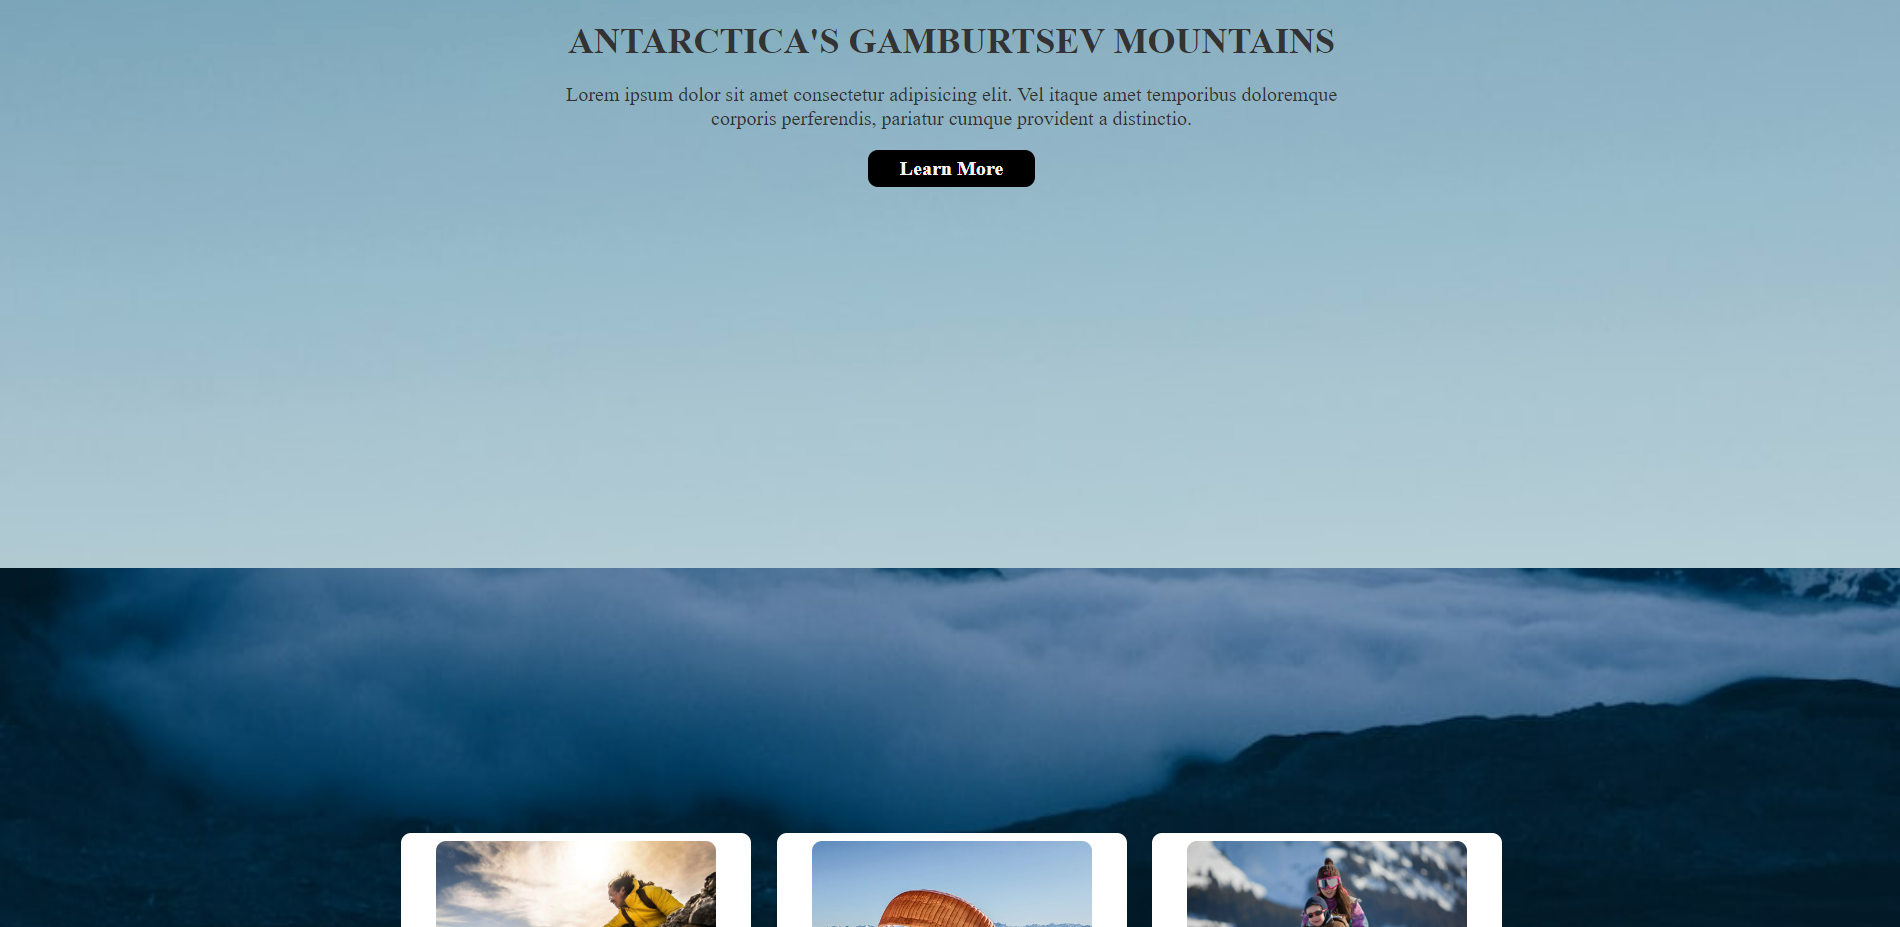 ANTARCTICA'S GAMBURTSEV MOUNTAINS
Lorem ipsum dolor sit amet consectetur adipisicing elit. Vel itaque amet temporibus doloremque
corporis perferendis, pariatur cumque provident a distinctio.
Learn More